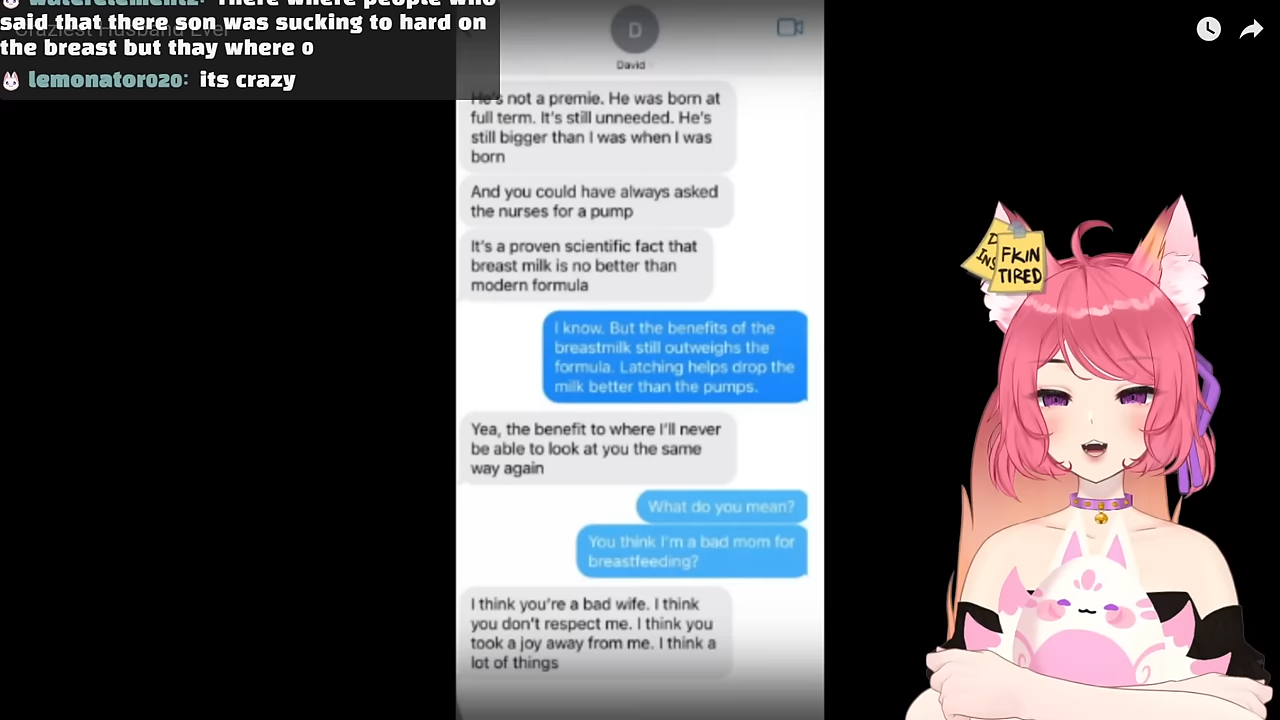 said that there son was sucking to hard on
the breast but thay where 0
lemonator020: its crazy
Craziest Husband Ever
D
David
He's not a premie. He was born at
full term. It's still unneeded. He's
still bigger than I was when I was
born
And you could have always asked
the nurses for a pump
It's a proven scientific fact that
breast milk is no better than
modern formula
I know. But the benefits of the
breastmilk still outweighs the
formula. Latching helps drop the
milk better than the pumps.
Yea, the benefit to where I'll never
be able to look at you the same
way again
What do you mean?
You think I'm a bad mom for
breastfeeding?
I think you're a bad wife. I think
you don't respect me. I think you
took a joy away from me. I think a
lot of things
FKIN
TIRED